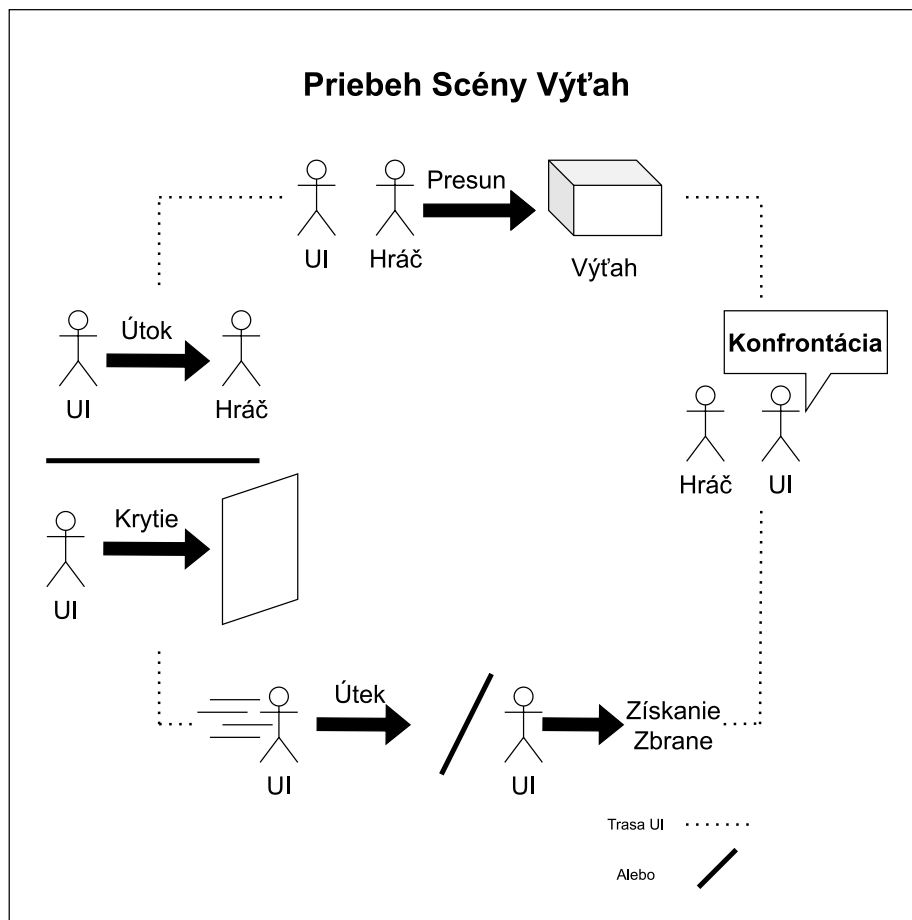 Priebeh Scény Výťah
Presun
UI
Hráč
Výťah
Útok
UI
Hráč
Konfrontácia
Hráč
UI
Krytie
UI
Útek
UI
UI
Získanie
Zbrane
Trasa UI
Alebo